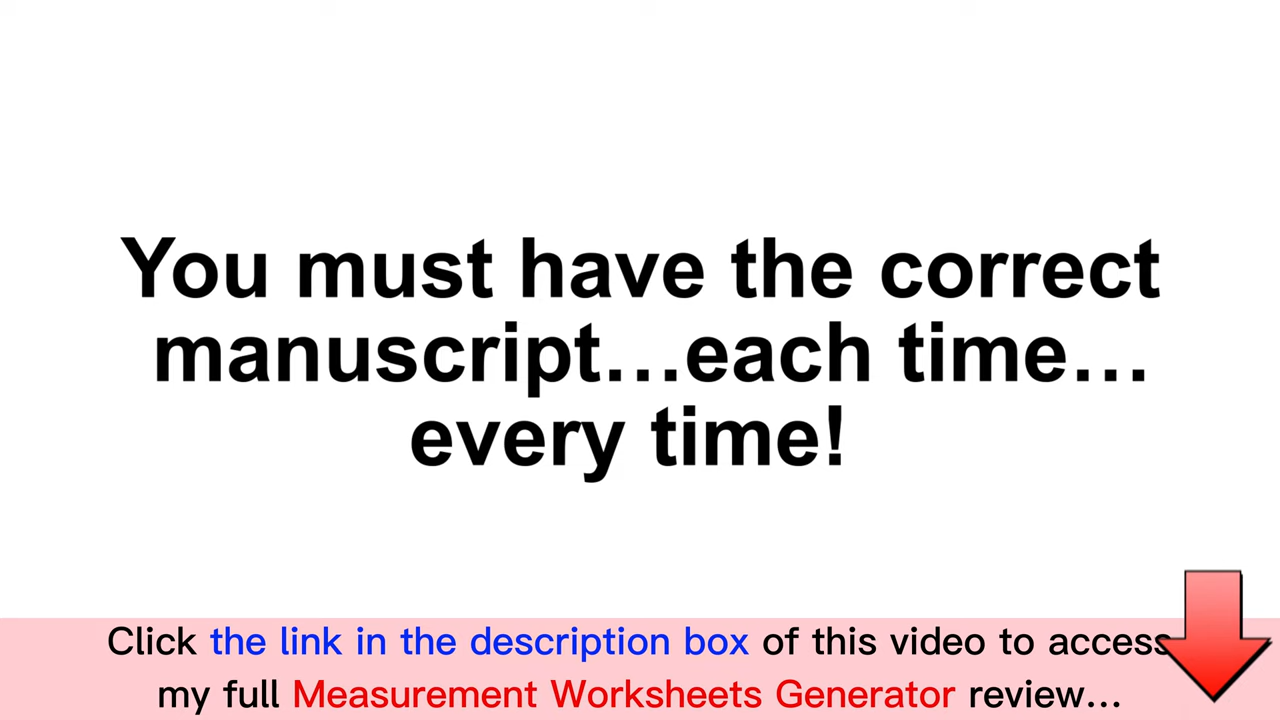 You must have the correct
manuscript…each time…
every time!
Click the link in the description box of this video to access
my full Measurement Worksheets Generator review...